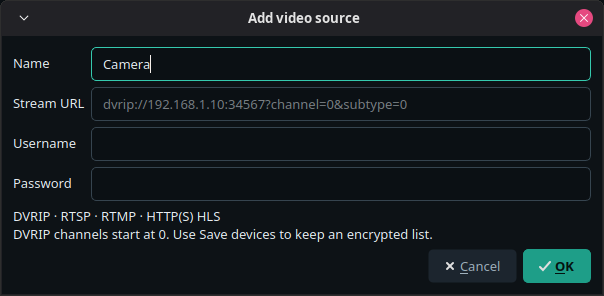 Add video source
Name
Camera
Stream URL
dvrip://192.168.1.10:34567?channel=0&subtype=0
Username
Password
DVRIP · RTSP · RTMP · HTTP(S) HLS
DVRIP channels start at 0. Use Save devices to keep an encrypted list.
Cancel
OK